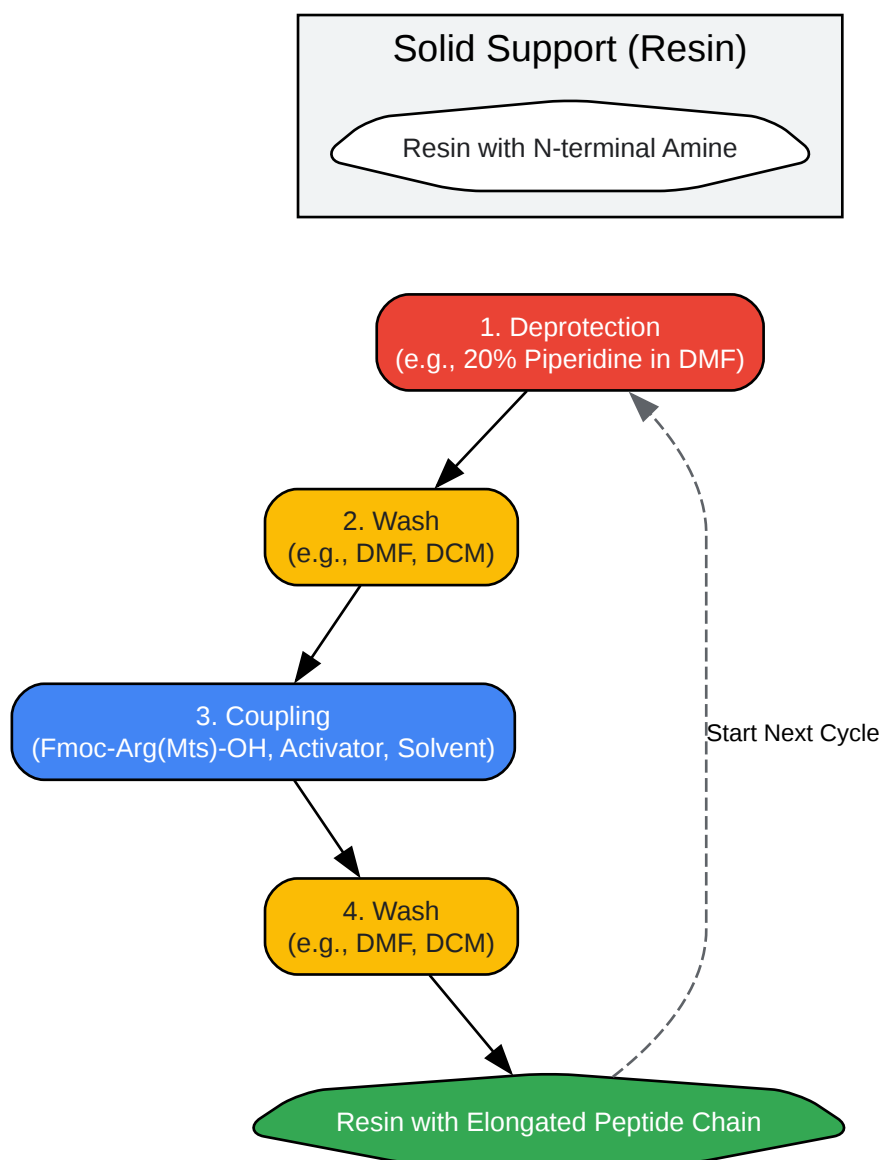 Solid Support (Resin)
Resin with N-terminal Amine
1. Deprotection
(e.g., 20% Piperidine in DMF)
2. Wash
(e.g., DMF, DCM)
3. Coupling
(Fmoc-Arg(Mts)-OH, Activator, Solvent)
Start Next Cycle
4. Wash
(e.g., DMF, DCM)
Resin with Elongated Peptide Chain